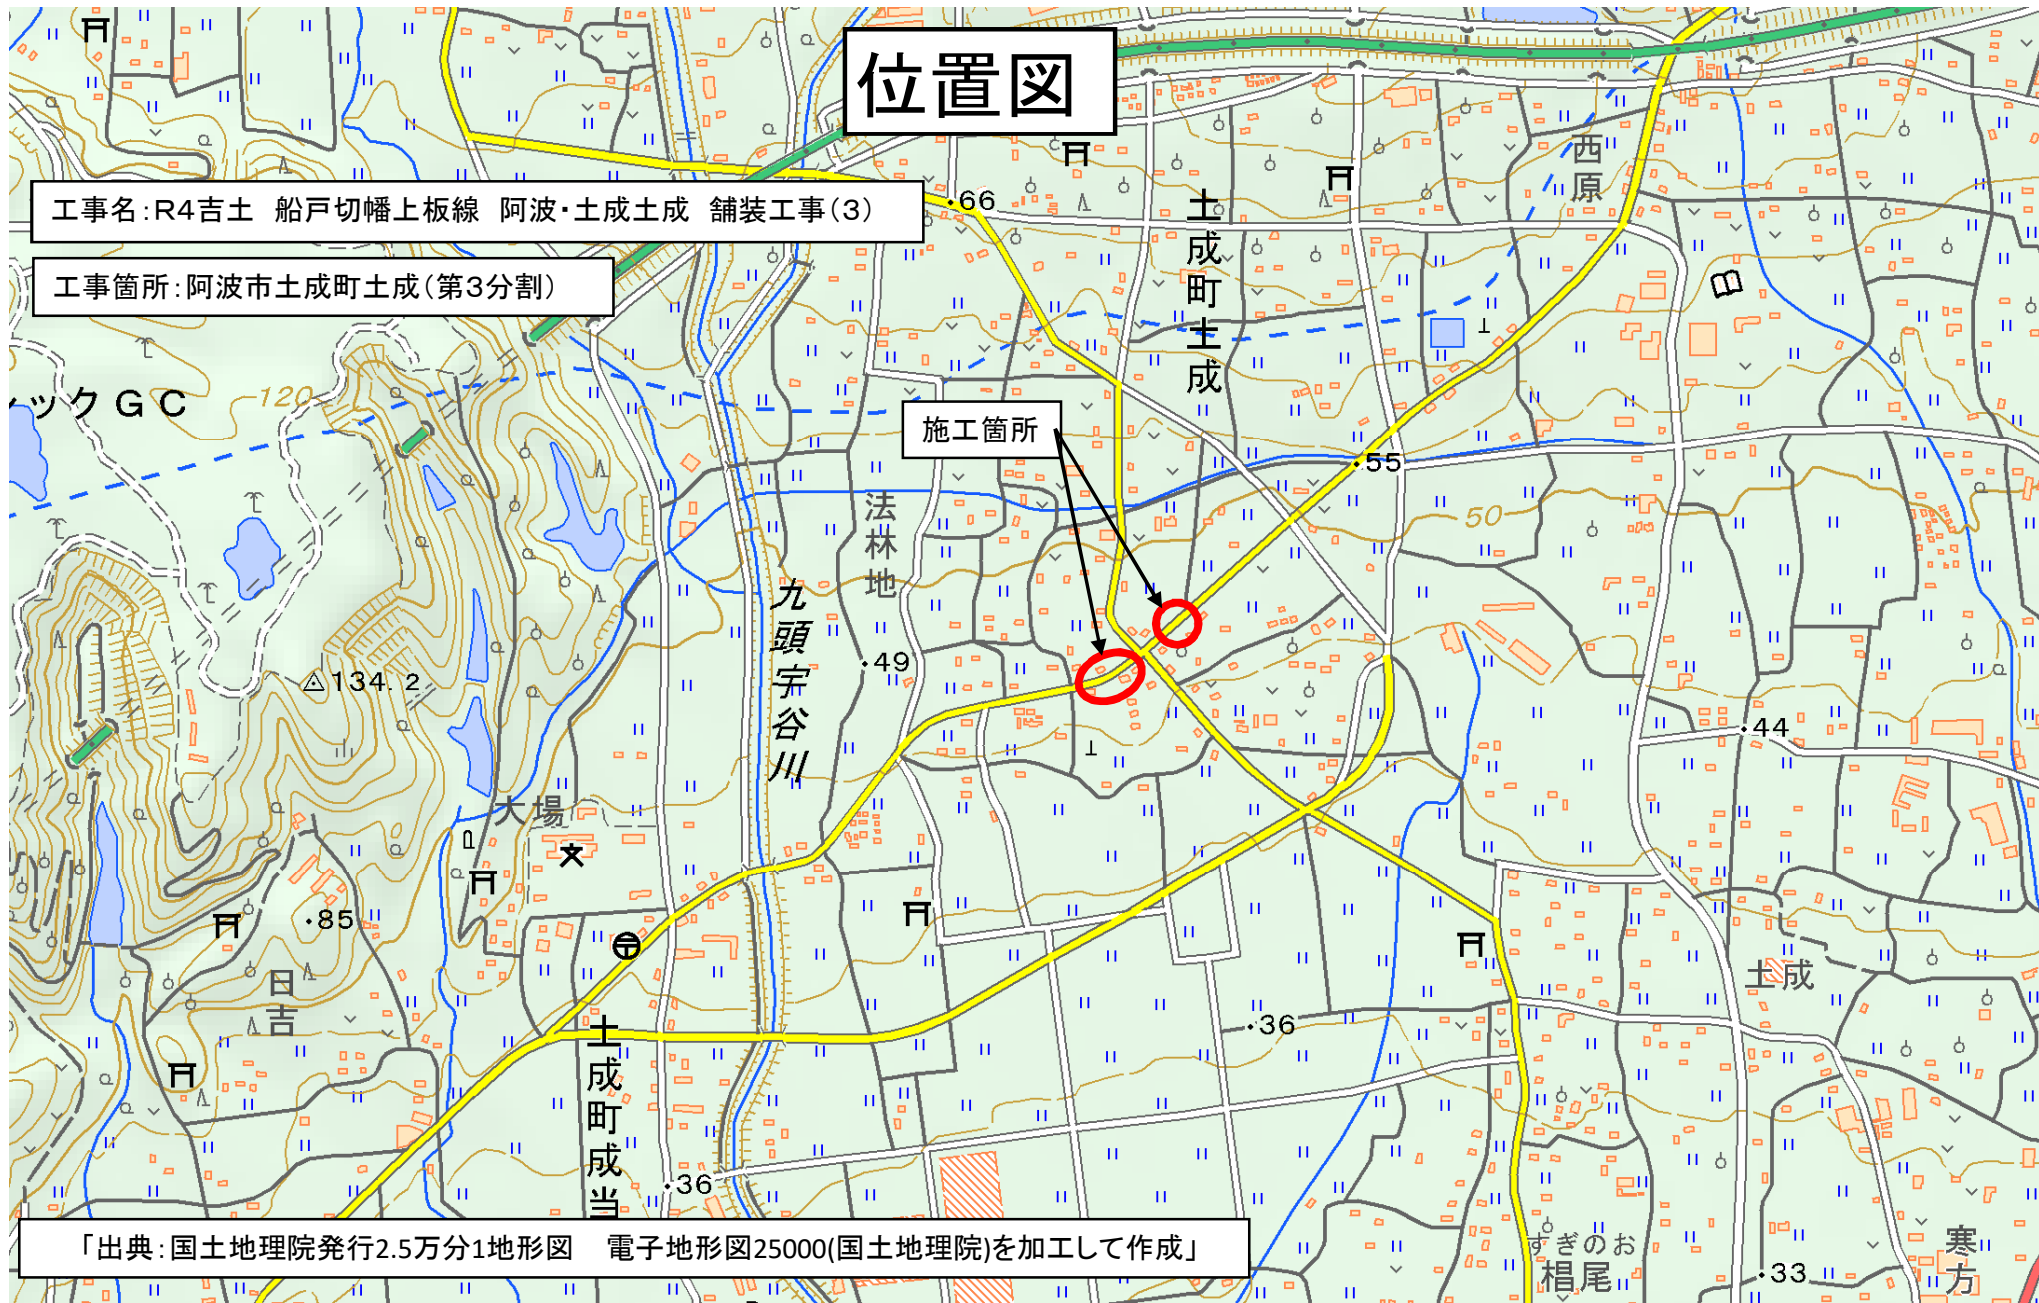 位置図
工事名:R4吉土 船戸切幡上板線 阿波・土成土成 舗装工事(3)
工事箇所:阿波市土成町土成(第3分割)
66
西原
土成町土成
ックGC
120
施工箇所
55
50
法林地
九頭宇谷川
49
134.2
44
大場
85
日吉
土成
36
土成町成当
36
「出典:国土地理院発行2.5万分1地形図 電子地形図25000(国土地理院)を加工して作成」
すぎのお
椙尾
寒方
33